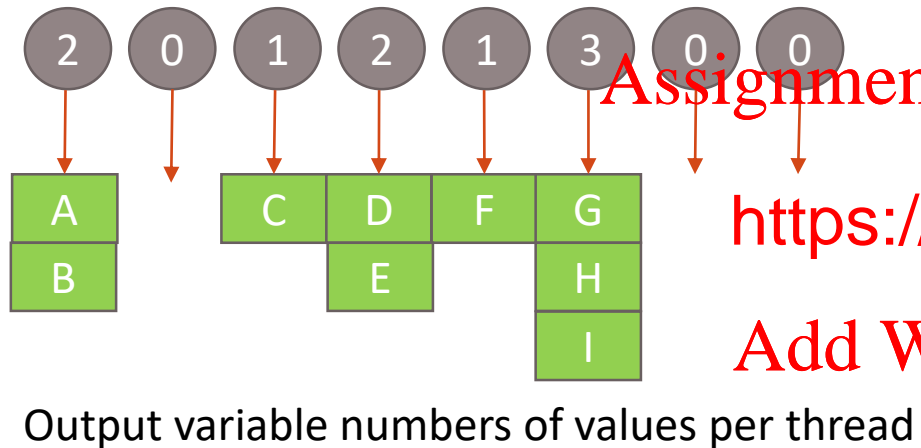 2 0 1 2 1 3 0 0
Assignmen
A C D F G
https:/
B E H
I
Add W
Output variable numbers of values per thread